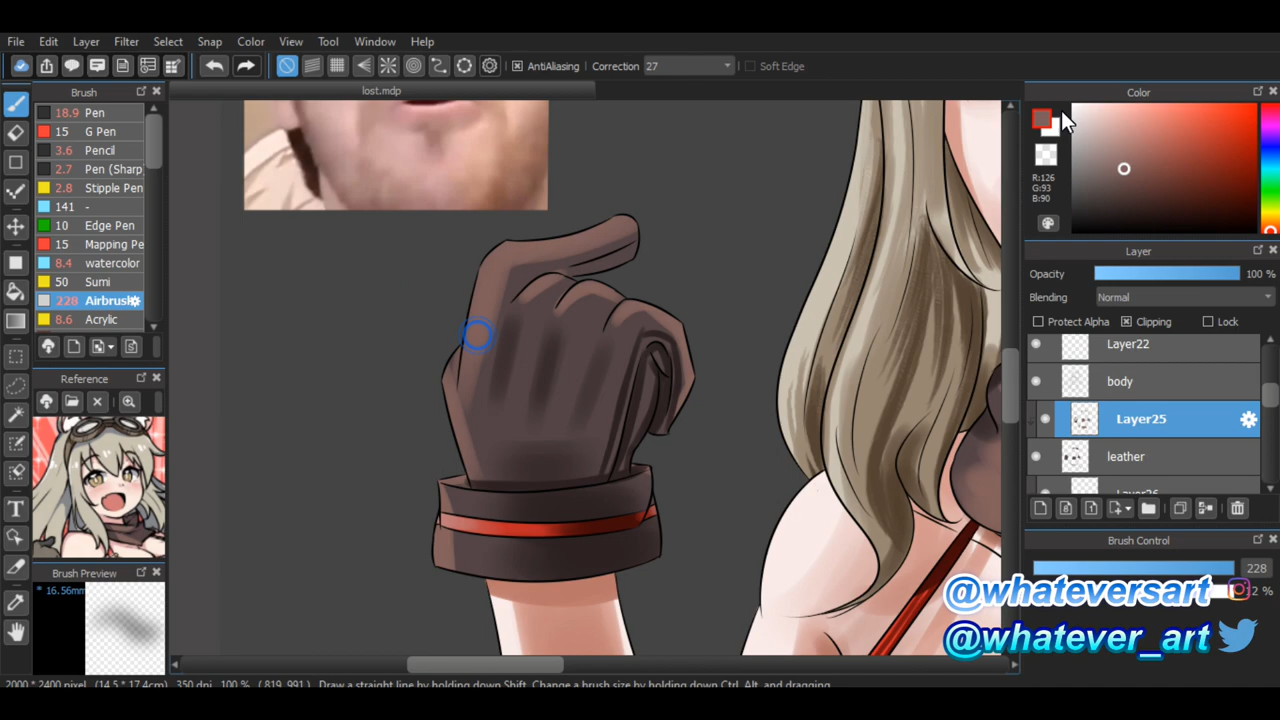 File Edit Layer Filter Select Snap Color View Tool Window Help
AntiAliasing Correction 27 Soft Edge
Brush
lost.mdp
Color
18.9 Pen
15 G Pen
3.6 Pencil
2.7 Pen (Sharp
2.8 Stipple Pen
141 -
10 Edge Pen
15 Mapping Pe
8.4 watercolor
50 Sumi
228 Airbrush
8.6 Acrylic
R:126
G:93
B:90
Layer
Opacity 100 %
Blending Normal
Protect Alpha Clipping Lock
Layer22
body
Layer25
leather
Layer26
Reference
Brush Preview
* 16.56mm
Brush Control
228
2 %
@whateversart
@whatever_art
2000 * 2400 pixel (14.5 * 17.4cm) 350 dpi 100 % ( 819, 991 ) Draw a straight line by holding down Shift, Change a brush size by holding down Ctrl, Alt, and dragging